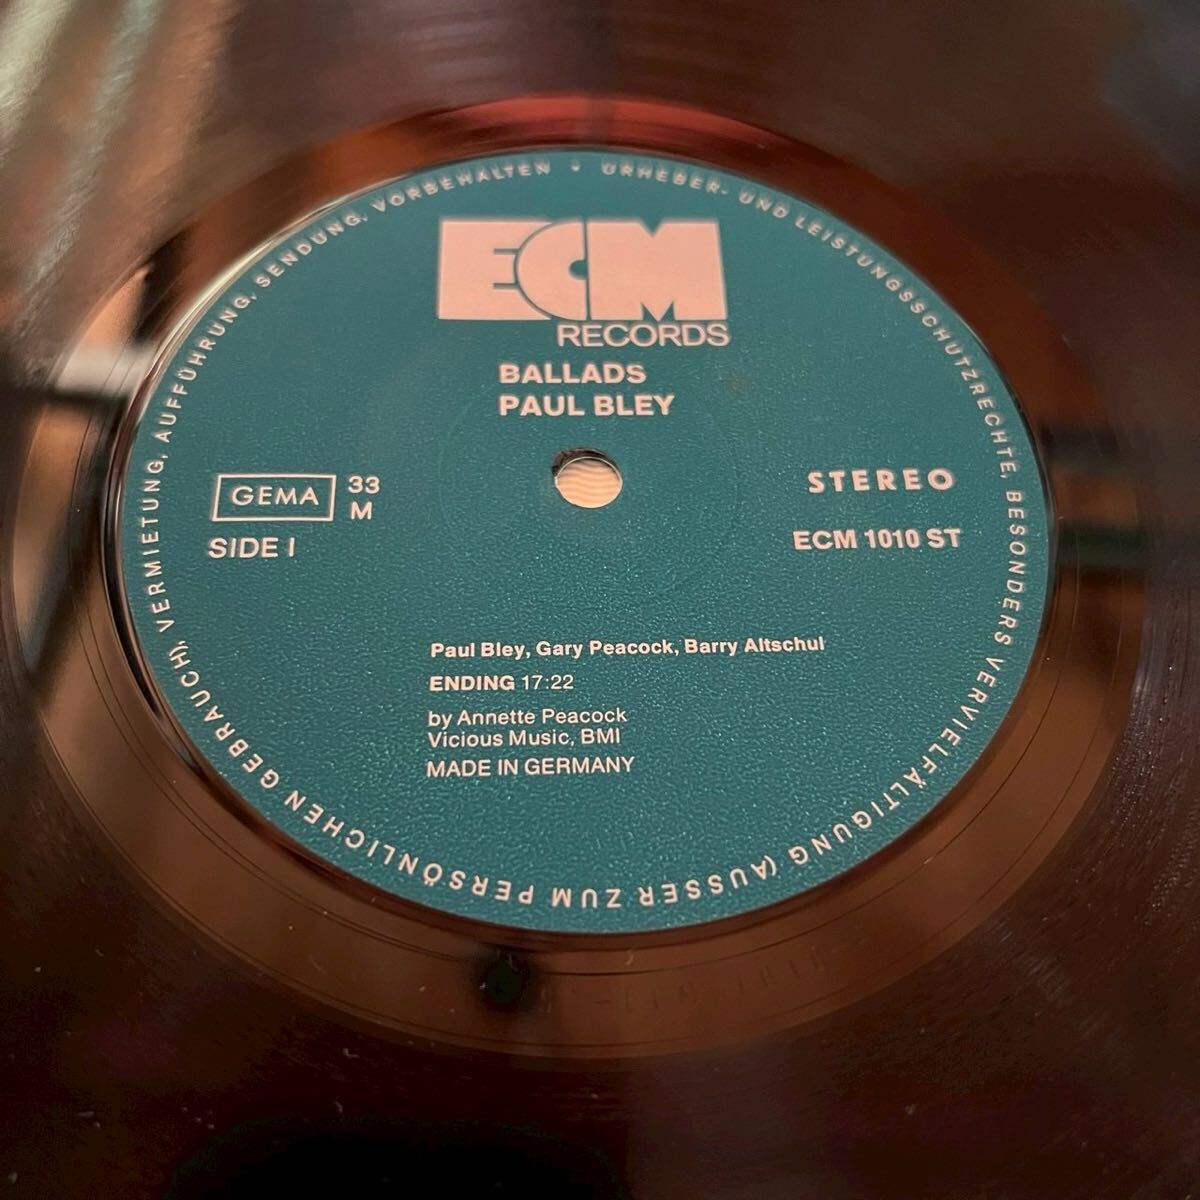 ECM
RECORDS
BALLADS
PAUL BLEY
GEMA
33
M
SIDE I
STEREO
ECM 1010 ST
Paul Bley, Gary Peacock, Barry Altschul
ENDING 17:22
by Annette Peacock
Vicious Music, BMI
MADE IN GERMANY
URHEBER- UND LEISTUNGSSCHUTZRECHTE, BESONDERS VERVIELFÄLTIGUNG (AUSSER ZUM PERSÖNLICHEN GEBRAUCH), VERMIETUNG, AUFFÜHRUNG, SENDUNG, VORBEHALTEN •